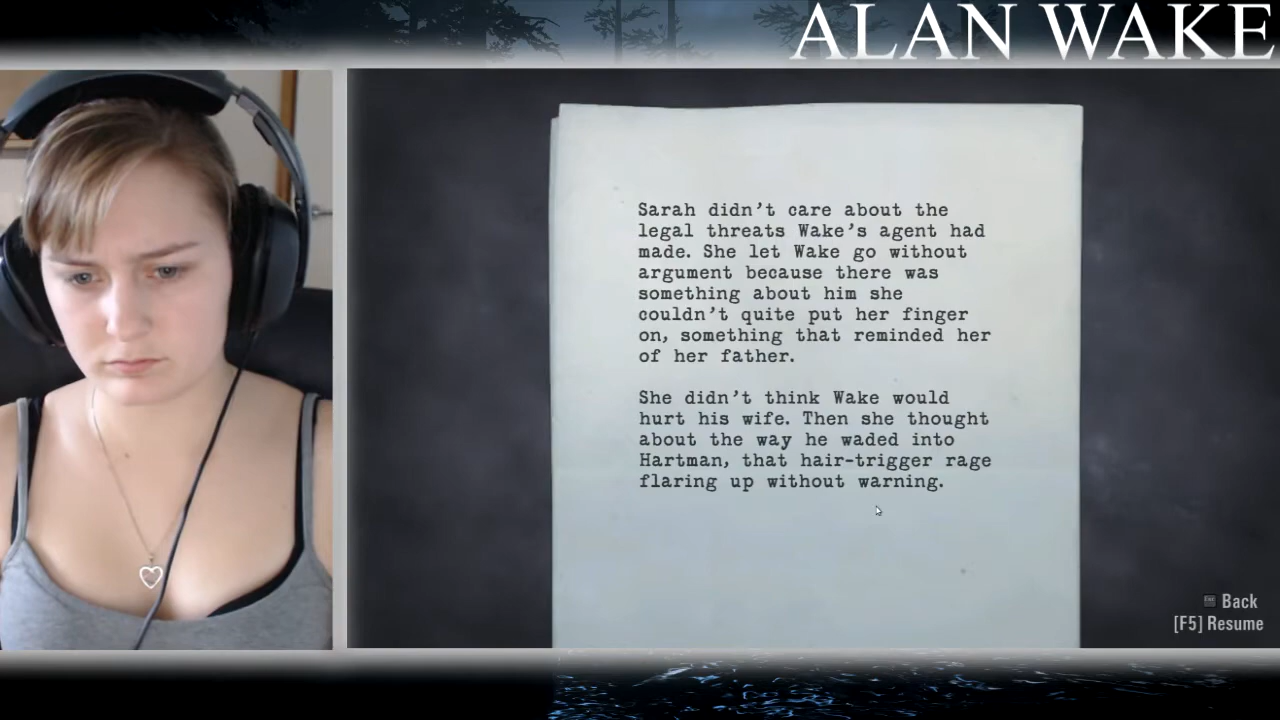 ALAN WAKE
Sarah didn't care about the
legal threats Wake's agent had
made. She let Wake go without
argument because there was
something about him she
couldn't quite put her finger
on, something that reminded her
of her father.
She didn't think Wake would
hurt his wife. Then she thought
about the way he waded into
Hartman, that hair-trigger rage
flaring up without warning.
Back
[F5] Resume